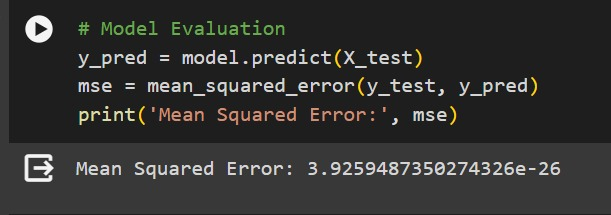 # Model Evaluation
y_pred = model.predict(X_test)
mse = mean_squared_error(y_test, y_pred)
print('Mean Squared Error:', mse)
Mean Squared Error: 3.9259487350274326e-26